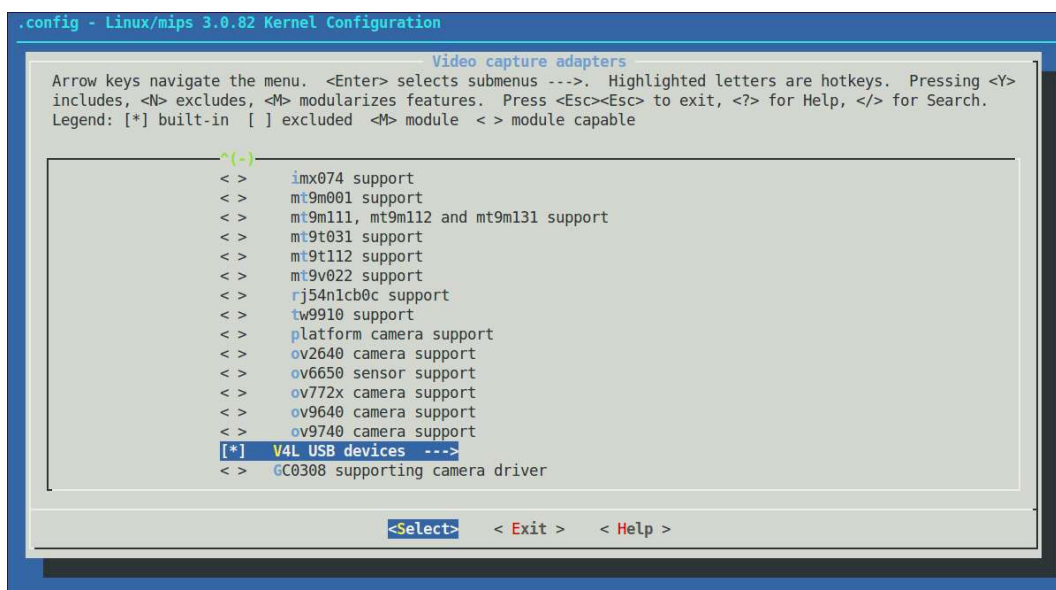 .config - Linux/mips 3.0.82 Kernel Configuration
Video capture adapters
Arrow keys navigate the menu. <Enter> selects submenus --->. Highlighted letters are hotkeys. Pressing <Y>
includes, <N> excludes, <M> modularizes features. Press <Esc><Esc> to exit, <?> for Help, </> for Search.
Legend: [*] built-in [ ] excluded <M> module < > module capable
^(-)
< > imx074 support
< > mt9m001 support
< > mt9m111, mt9m112 and mt9m131 support
< > mt9t031 support
< > mt9t112 support
< > mt9v022 support
< > rj54n1cb0c support
< > tw9910 support
< > platform camera support
< > ov2640 camera support
< > ov6650 sensor support
< > ov772x camera support
< > ov9640 camera support
< > ov9740 camera support
[*] V4L USB devices --->
< > GC0308 supporting camera driver
<Select> < Exit > < Help >